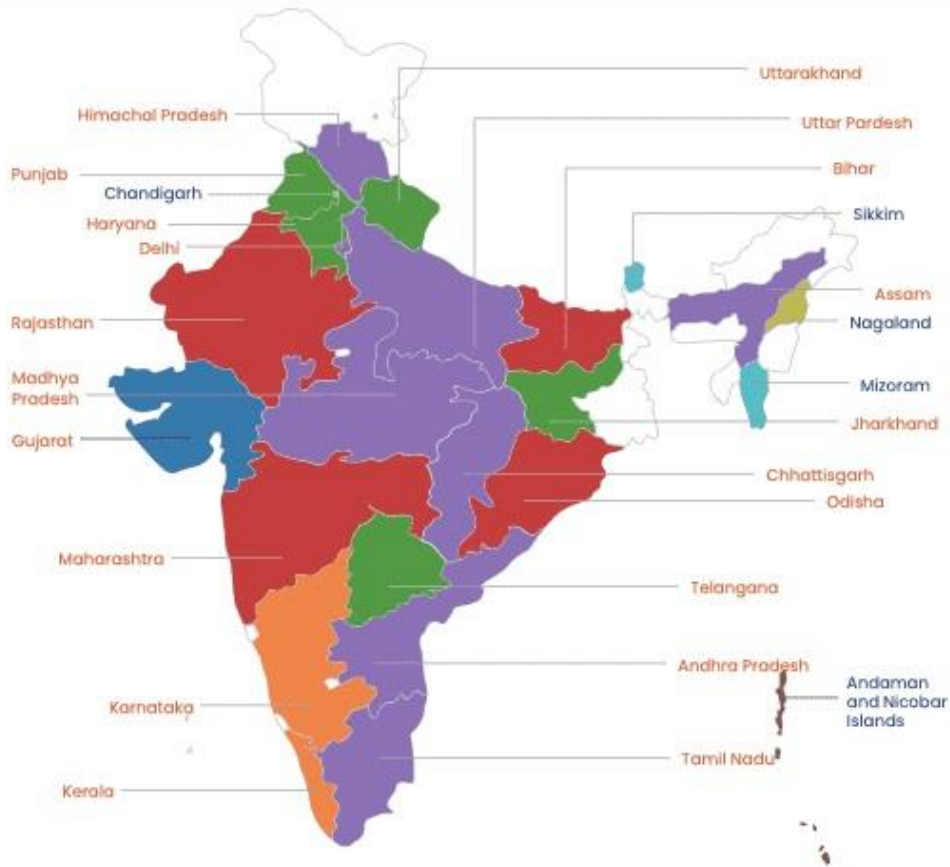 Uttarakhand
Himachal Pradesh
Uttar Pardesh
Punjab
Bihar
Chandigarh
Sikkim
Haryana
Delhi
Assam
Rajasthan
Nagaland
Madhya
Pradesh
Mizoram
Jharkhand
Gujarat
Chhattisgarh
Odisha
Maharashtra
Telangana
Andhra Pradesh
Andaman
and Nicobar
Islands
Karnataka
Tamil Nadu
Kerala